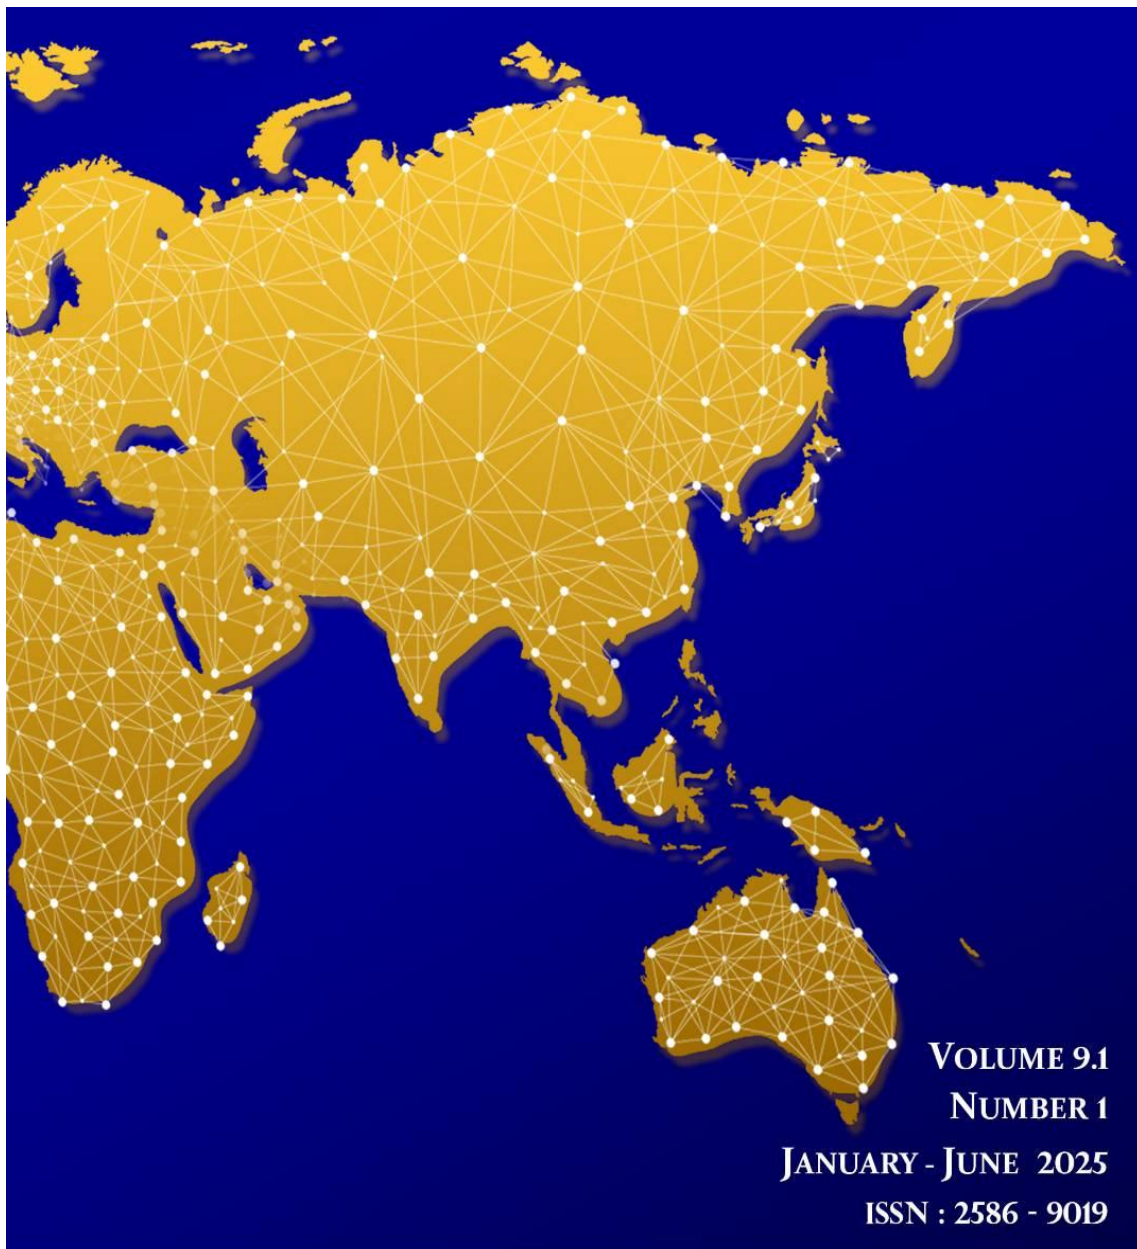 VOLUME 9.1
NUMBER 1
JANUARY - JUNE 2025
ISSN : 2586 - 9019